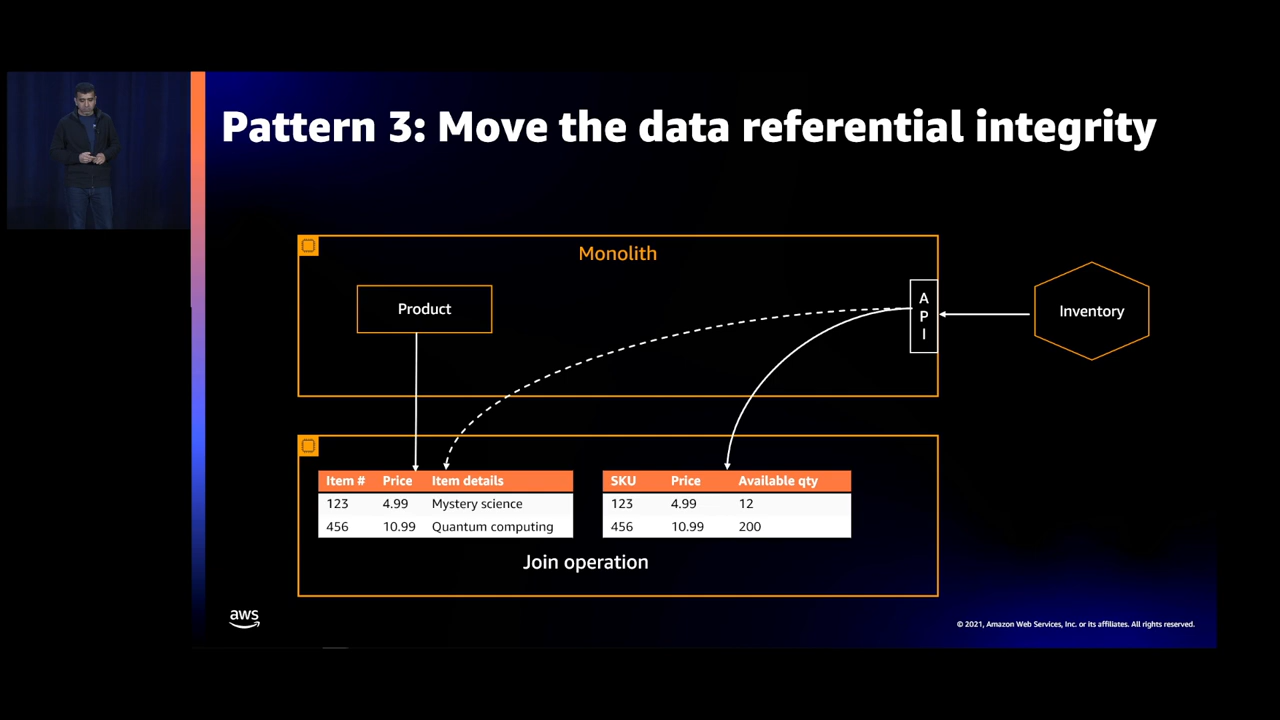 Pattern 3: Move the data referential integrity
Monolith
Product
A
P
I
Inventory
Item # Price Item details
123 4.99 Mystery science
456 10.99 Quantum computing
SKU Price Available qty
123 4.99 12
456 10.99 200
Join operation
aws
© 2021, Amazon Web Services, Inc. or its affiliates. All rights reserved.